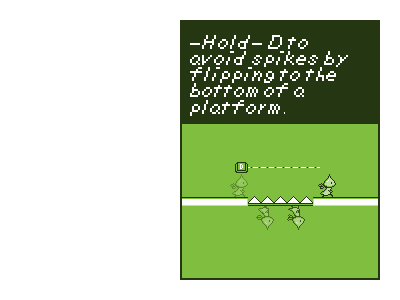 -Hold- D to
avoid spikes by
flipping to the
bottom of a
platform.
D